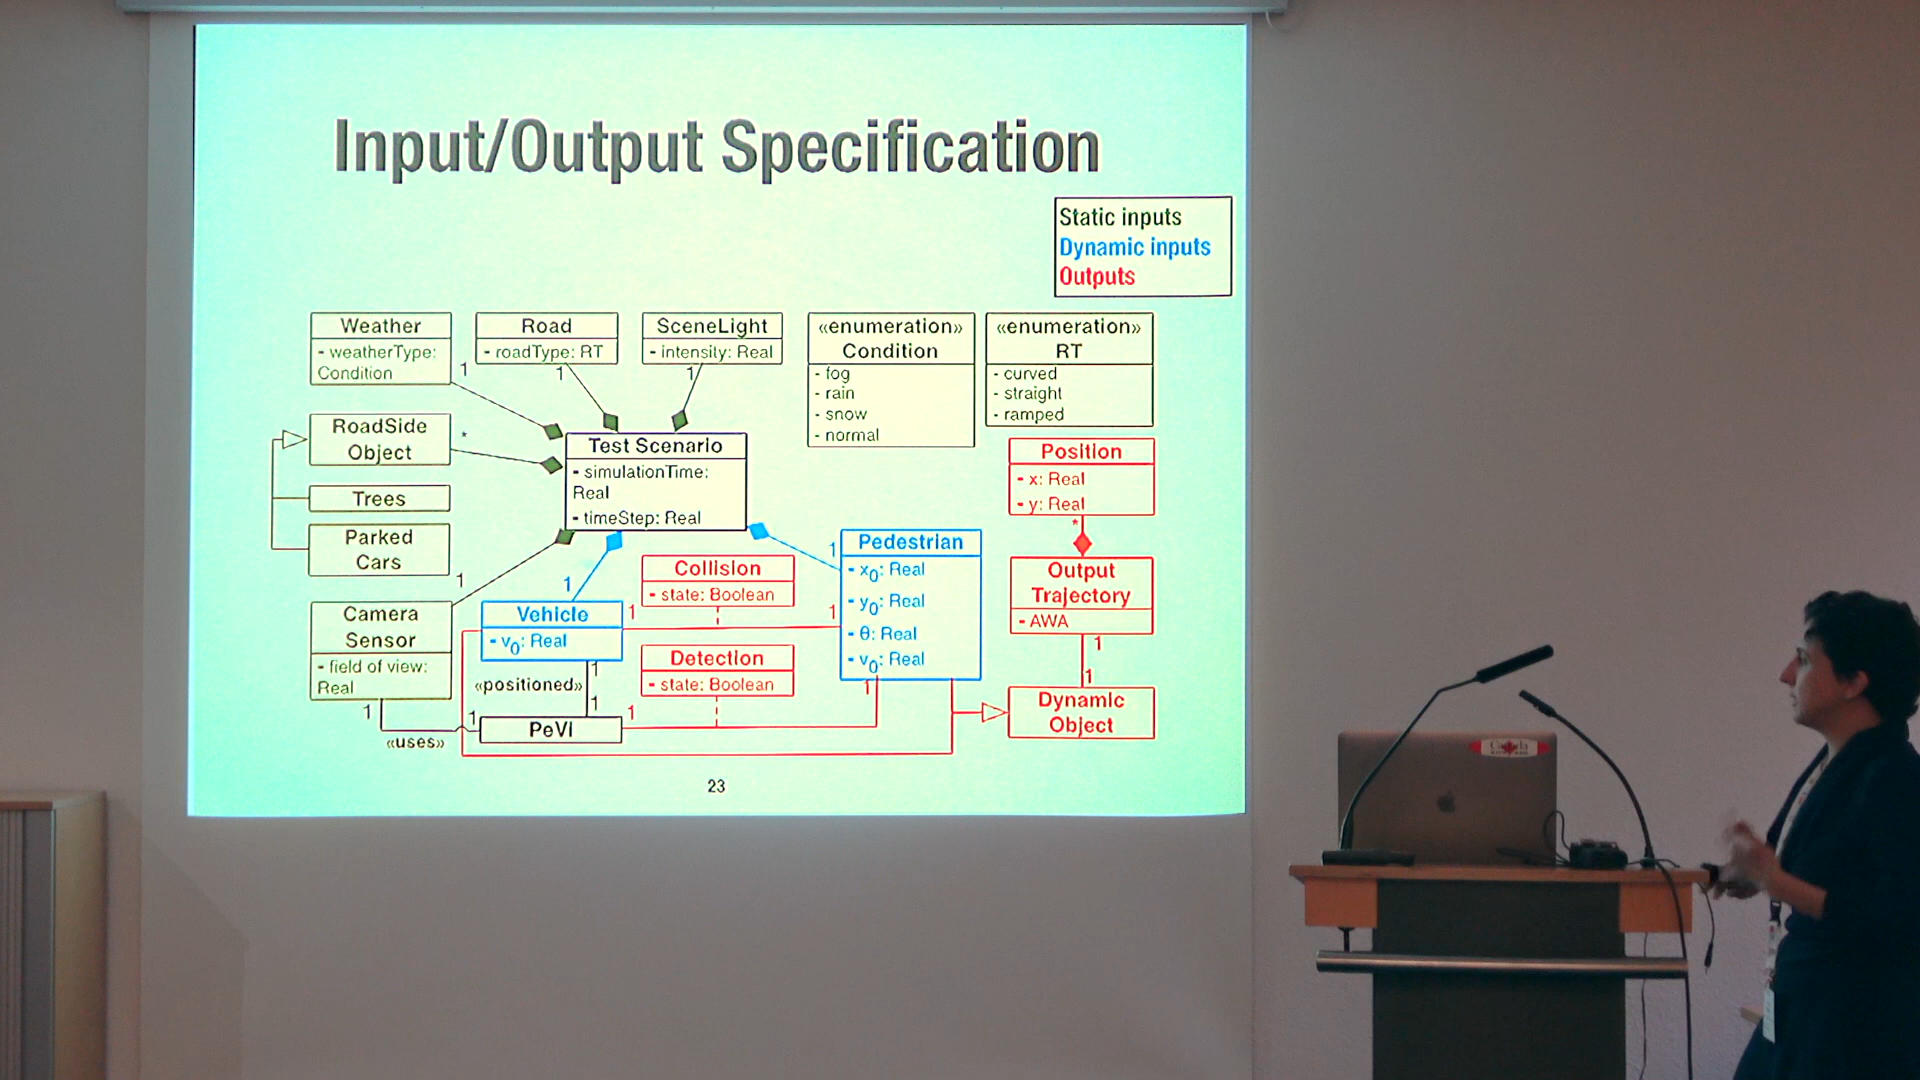 Input/Output Specification
Static inputs
Dynamic inputs
Outputs
Weather
- weatherType:
Condition
1
Road
- roadType: RT
1
SceneLight
- intensity: Real
1
«enumeration»
Condition
- fog
- rain
- snow
- normal
«enumeration»
RT
- curved
- straight
- ramped
RoadSide
Object
*
Trees
Parked
Cars
Test Scenario
- simulationTime:
Real
- timeStep: Real
Position
- x: Real
- y: Real
*
Output
Trajectory
- AWA
1
1
Dynamic
Object
Pedestrian
- x0: Real
- y0: Real
- θ: Real
- v0: Real
1
1
1
Collision
- state: Boolean
Detection
- state: Boolean
1
Vehicle
- v0: Real
1
1
«positioned»
1
Camera
Sensor
- field of view:
Real
1
1
«uses»
1
PeVi
1
23
Canada